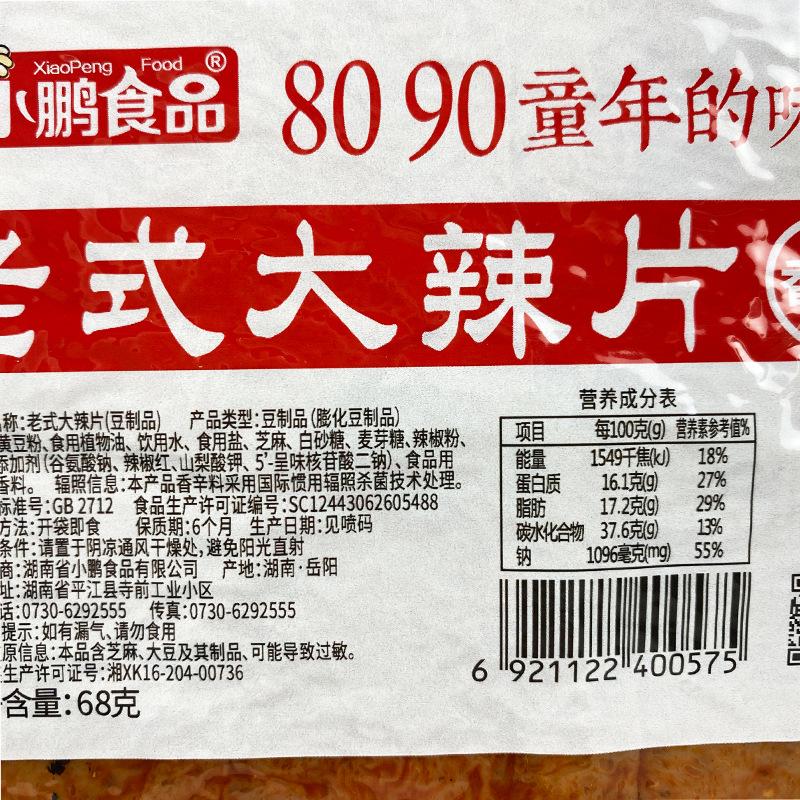 XiaoPeng Food ®
小鹏食品
80 90童年的味
老式大辣片
称:老式大辣片(豆制品) 产品类型:豆制品(膨化豆制品)
黄豆粉、食用植物油、饮用水、食用盐、芝麻、白砂糖、麦芽糖、辣椒粉、
添加剂(谷氨酸钠、辣椒红、山梨酸钾、5'-呈味核苷酸二钠)、食品用
香料。 辐照信息:本产品香辛料采用国际惯用辐照杀菌技术处理。
标准号:GB 2712 食品生产许可证编号:SC12443062605488
方法:开袋即食 保质期:6个月 生产日期:见喷码
条件:请置于阴凉通风干燥处,避免阳光直射
商:湖南省小鹏食品有限公司 产地:湖南·岳阳
址:湖南省平江县寺前工业小区
话:0730-6292555 传真:0730-6292555
提示:如有漏气、请勿食用
原信息:本品含芝麻、大豆及其制品、可能导致过敏。
生产许可证号:湘XK16-204-00736
含量:68克
营养成分表
项目 每100克(g) 营养素参考值%
能量 1549千焦(kJ) 18%
蛋白质 16.1克(g) 27%
脂肪 17.2克(g) 29%
碳水化合物 37.6克(g) 13%
钠 1096毫克(mg) 55%
6 921122 400575